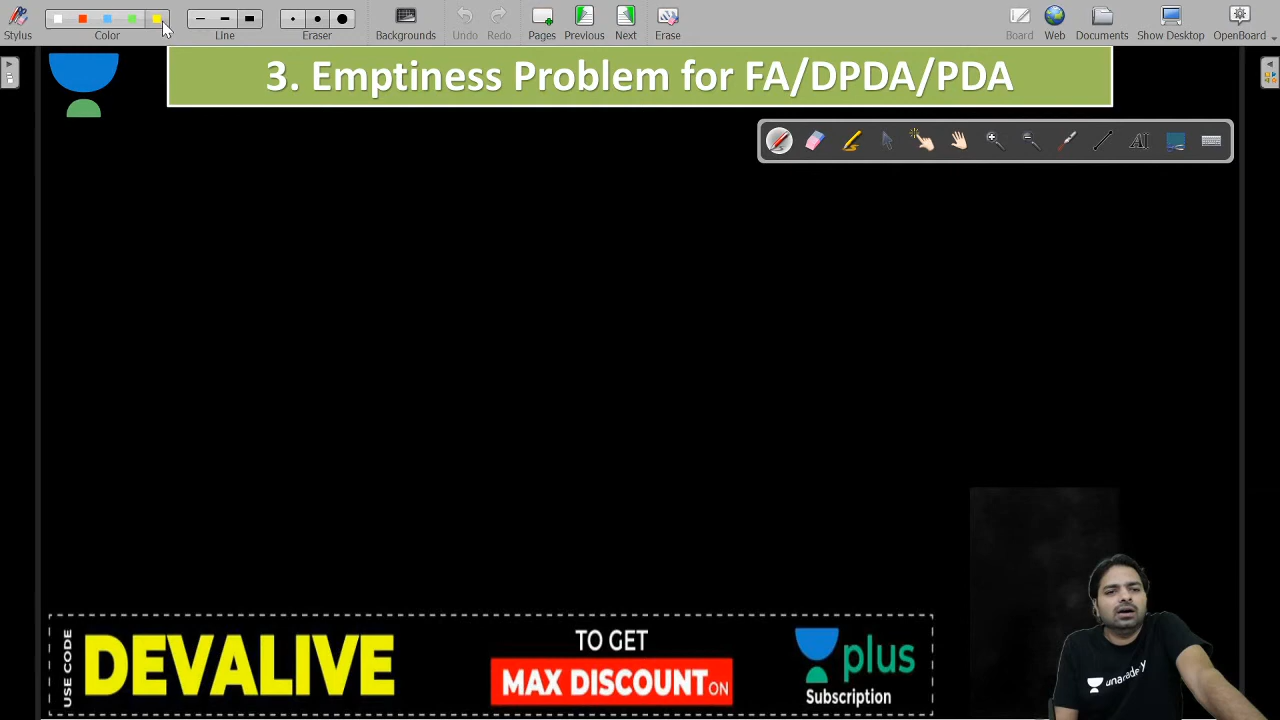 Stylus
Color
Line
Eraser
Backgrounds
Undo
Redo
Pages
Previous
Next
Erase
Board
Web
Documents
Show Desktop
OpenBoard
3. Emptiness Problem for FA/DPDA/PDA
USE CODE
DEVALIVE
TO GET
MAX DISCOUNT ON
plus
Subscription
unacademy